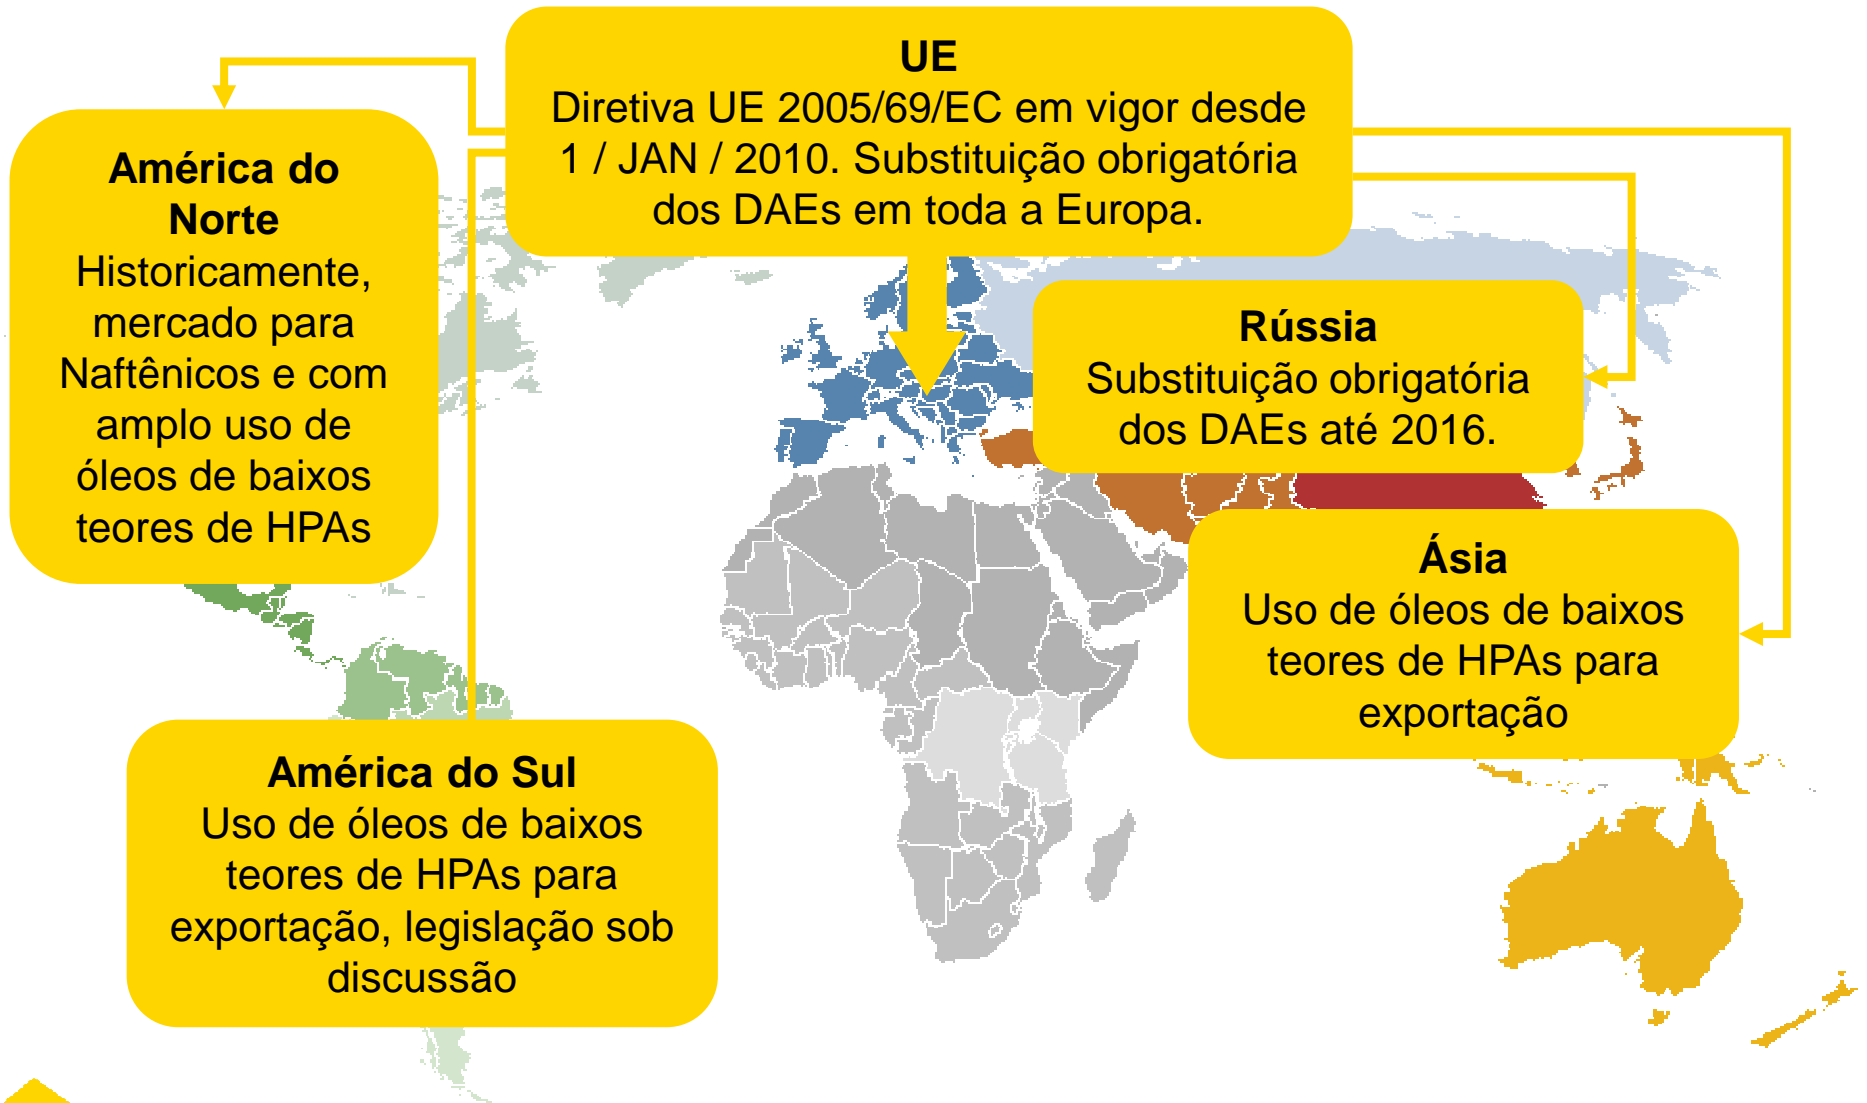 UE
Diretiva UE 2005/69/EC em vigor desde
1 / JAN / 2010. Substituição obrigatória
dos DAEs em toda a Europa.
América do
Norte
Historicamente,
mercado para
Naftênicos e com
amplo uso de
óleos de baixos
teores de HPAs
Rússia
Substituição obrigatória
dos DAEs até 2016.
Ásia
Uso de óleos de baixos
teores de HPAs para
exportação
América do Sul
Uso de óleos de baixos
teores de HPAs para
exportação, legislação sob
discussão